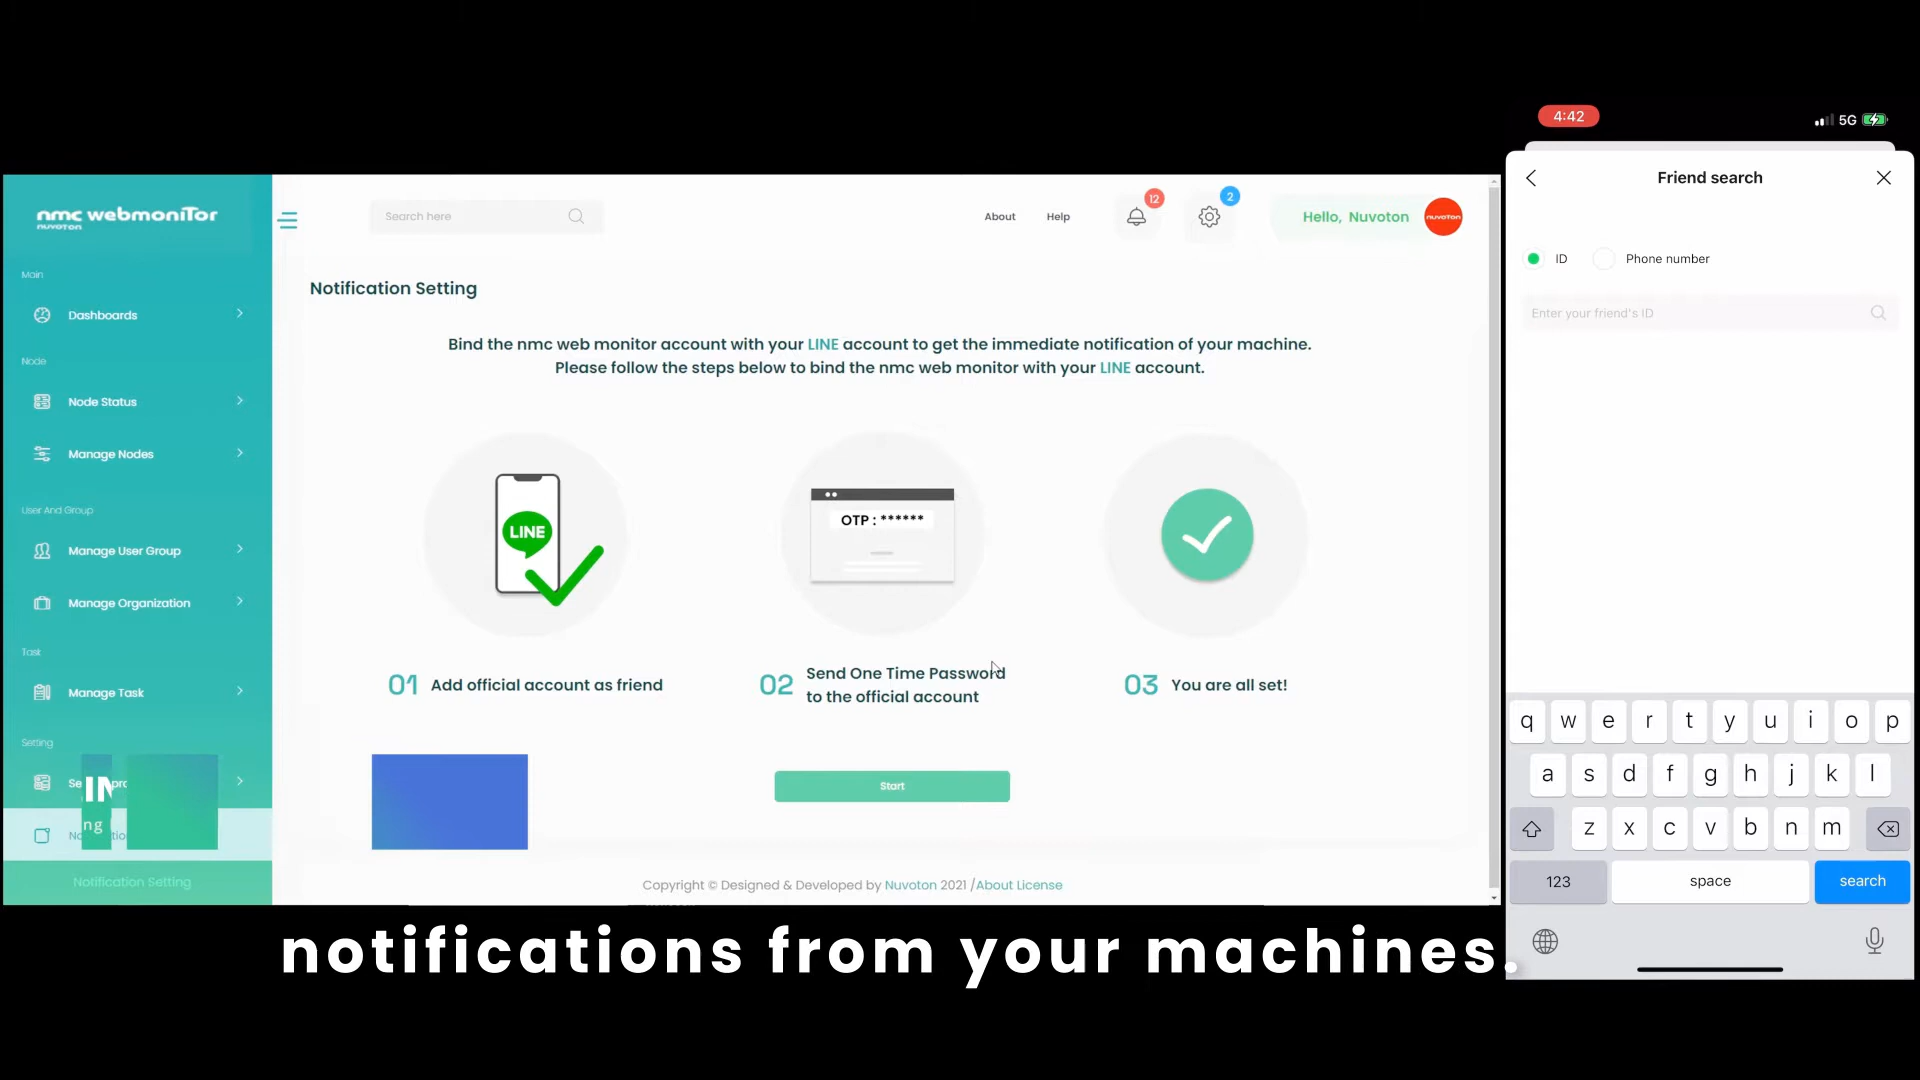 nmc webmonitor
nuvoton
Main
Dashboards
Node
Node Status
Manage Nodes
User And Group
Manage User Group
Manage Organization
Task
Manage Task
Setting
IN
ng
Notification Setting
Search here
About
Help
12
2
Hello, Nuvoton
nuvoton
Notification Setting
Bind the nmc web monitor account with your LINE account to get the immediate notification of your machine.
Please follow the steps below to bind the nmc web monitor with your LINE account.
LINE
OTP : ******
01 Add official account as friend
02 Send One Time Password
to the official account
03 You are all set!
Start
Copyright © Designed & Developed by Nuvoton 2021 /About License
notifications from your machines.
4:42
5G
Friend search
ID
Phone number
Enter your friend's ID
q w e r t y u i o p
a s d f g h j k l
z x c v b n m
123 space search